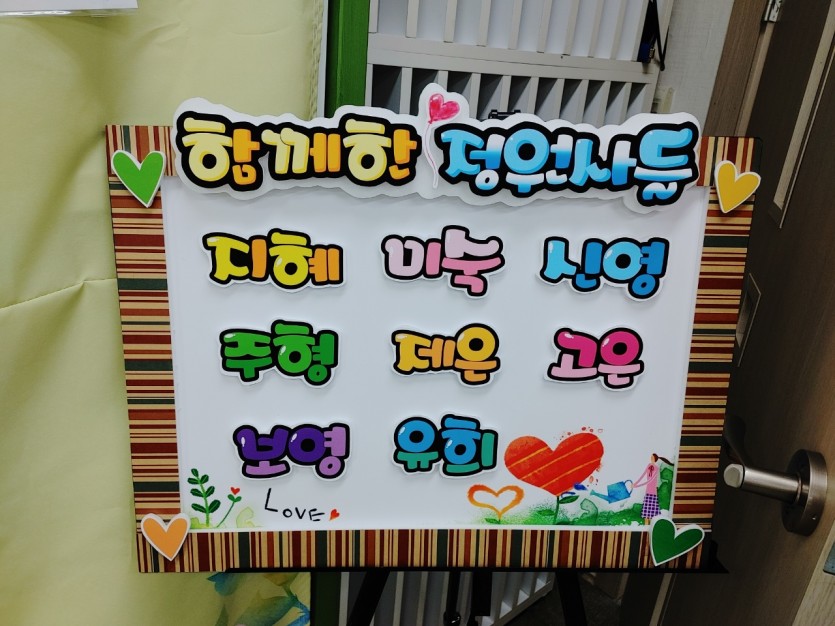 함께한 정원사들
지혜 미숙 신영
주형 제은 고은
보영 유희
LOVE